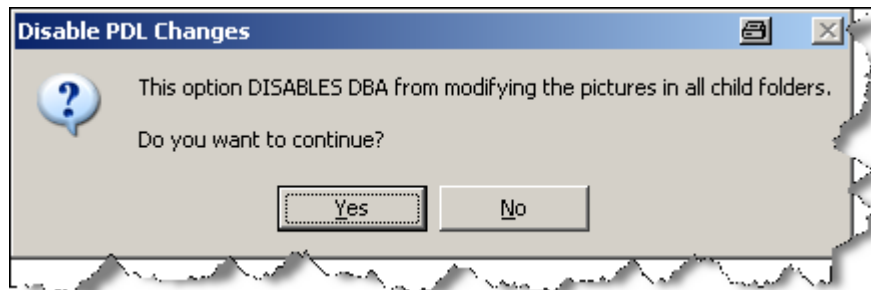 Disable PDL Changes
This option DISABLES DBA from modifying the pictures in all child folders.
Do you want to continue?
Yes
No